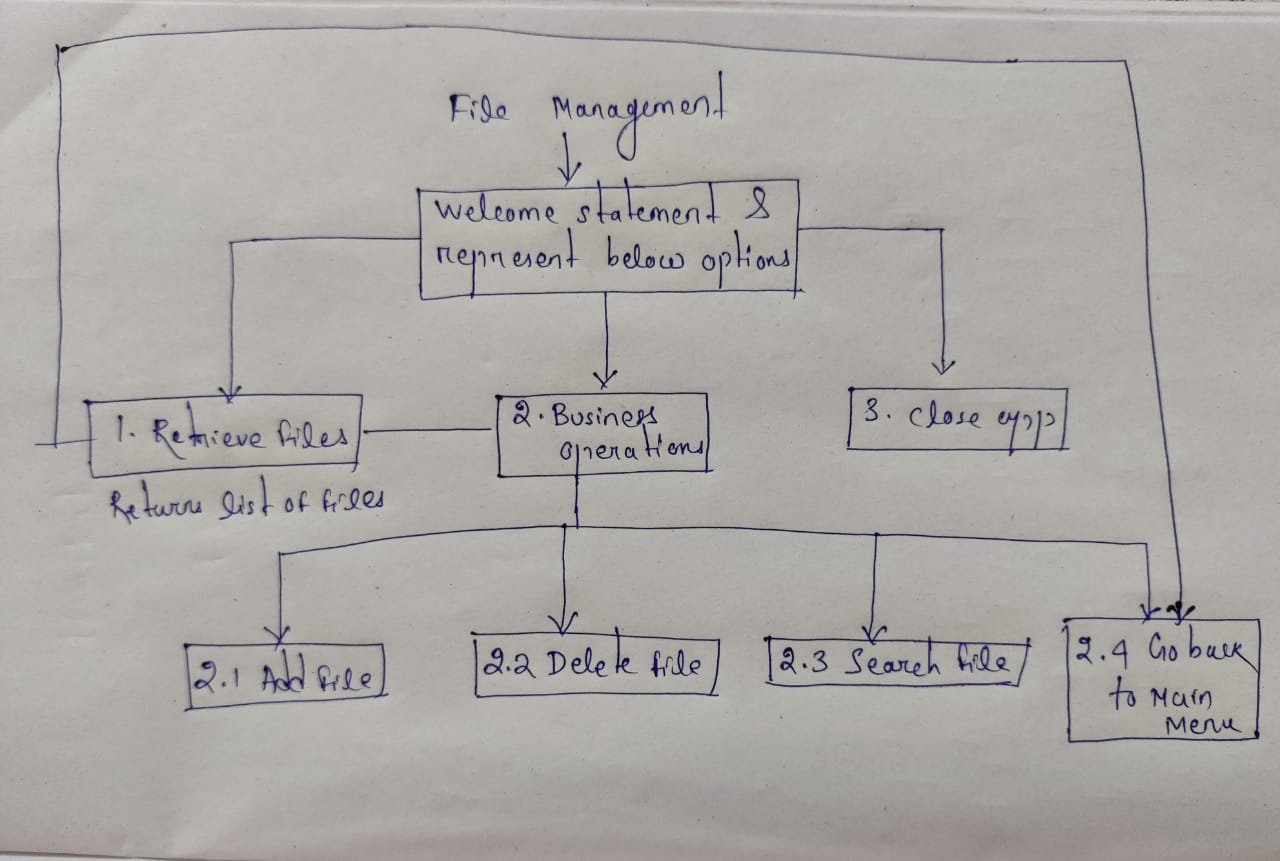 File Management
Welcome statement &
represent below options
1. Retrieve files
Returns list of files
2. Business
operations
3. Close app
2.1 Add file
2.2 Delete file
2.3 Search file
2.4 Go back
to Main
Menu